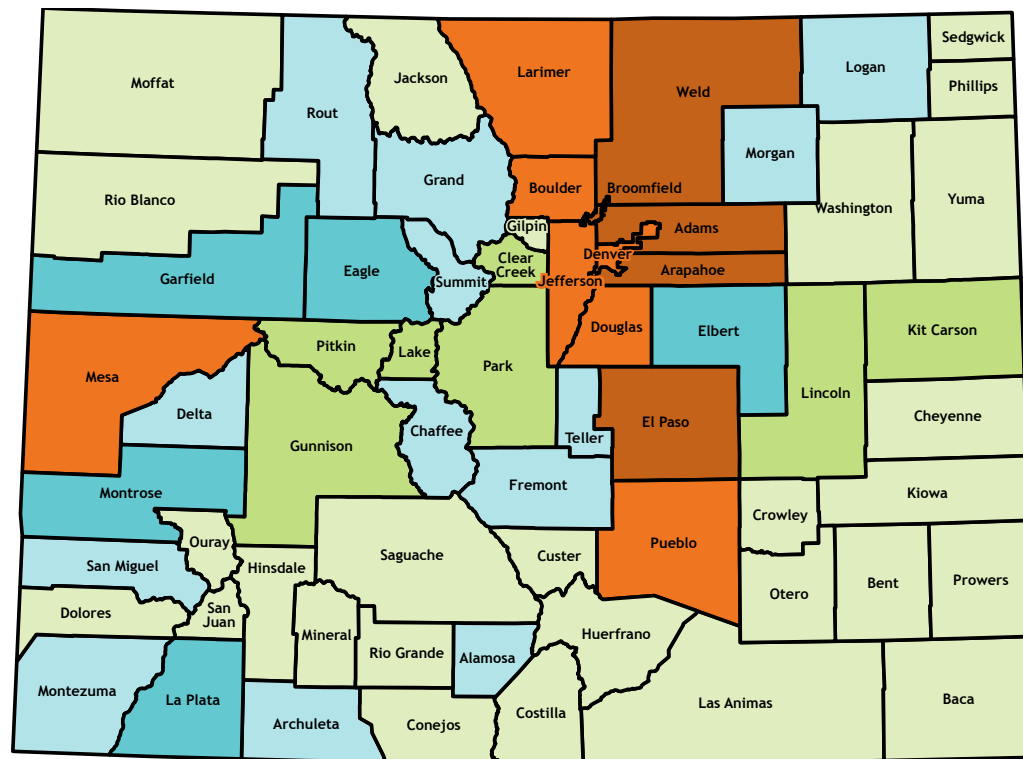 Sedgwick
Logan
Larimer
Jackson
Moffat
Phillips
Weld
Rout
Morgan
Grand
Boulder
Broomfield
Rio Blanco
Yuma
Washington
Gilpin
Adams
Denver
Clear
Creek
Arapahoe
Eagle
Garfield
Summit
Jefferson
Douglas
Elbert
Kit Carson
Pitkin
Lake
Park
Mesa
Lincoln
Delta
Cheyenne
El Paso
Chaffee
Teller
Gunnison
Fremont
Montrose
Kiowa
Crowley
Ouray
Pueblo
Saguache
Custer
San Miguel
Hinsdale
Prowers
Bent
Otero
Dolores
San
Juan
Mineral
Huerfrano
Rio Grande
Alamosa
Montezuma
La Plata
Baca
Las Animas
Costilla
Archuleta
Conejos